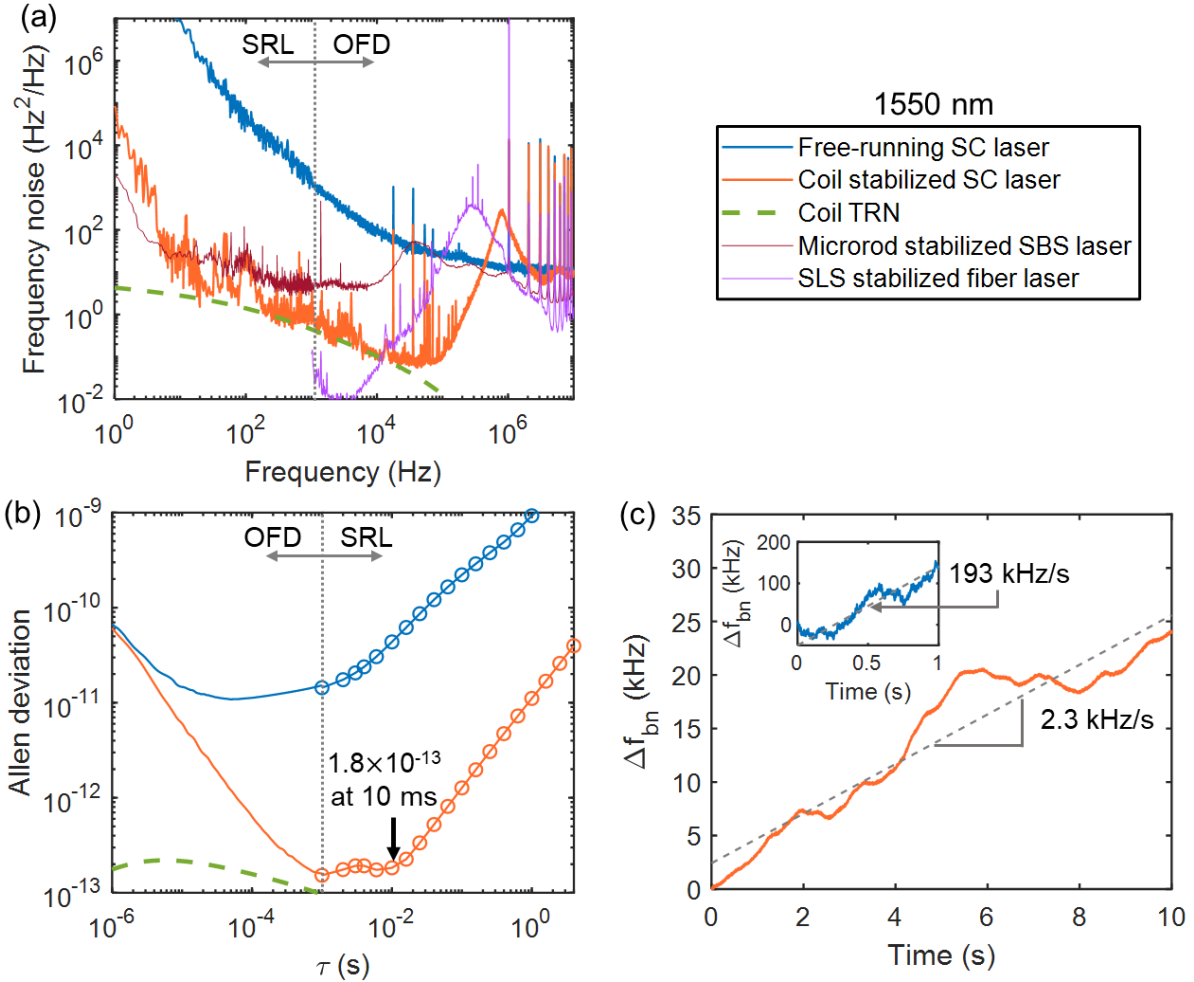 (a)
SRL
OFD
10⁶
10⁴
10²
10⁰
10⁻²
Frequency noise (Hz²/Hz)
10⁰
10²
10⁴
10⁶
Frequency (Hz)
1550 nm
Free-running SC laser
Coil stabilized SC laser
Coil TRN
Microrod stabilized SBS laser
SLS stabilized fiber laser
(b)
OFD
SRL
10⁻⁹
10⁻¹⁰
10⁻¹¹
10⁻¹²
10⁻¹³
Allen deviation
1.8×10⁻¹³
at 10 ms
10⁻⁶
10⁻⁴
10⁻²
10⁰
τ (s)
(c)
35
30
25
20
15
10
5
0
Δf_bn (kHz)
200
100
0
Δf_bn (kHz)
0
0.5
1
Time (s)
193 kHz/s
2.3 kHz/s
0
2
4
6
8
10
Time (s)